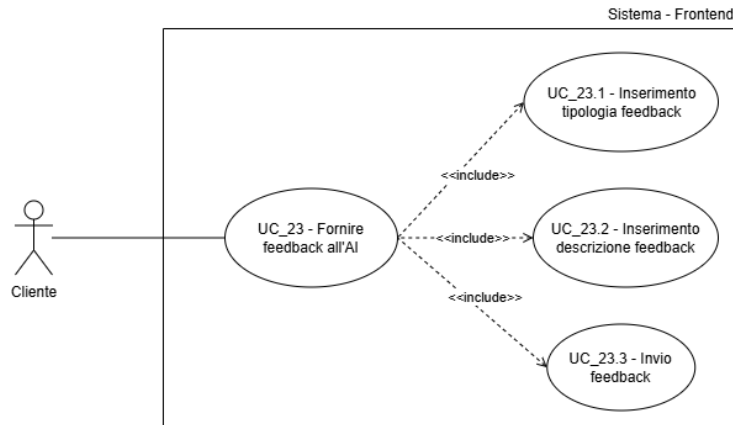 Sistema - Frontend
UC_23.1 - Inserimento
tipologia feedback
<<include>>
UC_23 - Fornire
feedback all'AI
<<include>>
UC_23.2 - Inserimento
descrizione feedback
Cliente
<<include>>
UC_23.3 - Invio
feedback